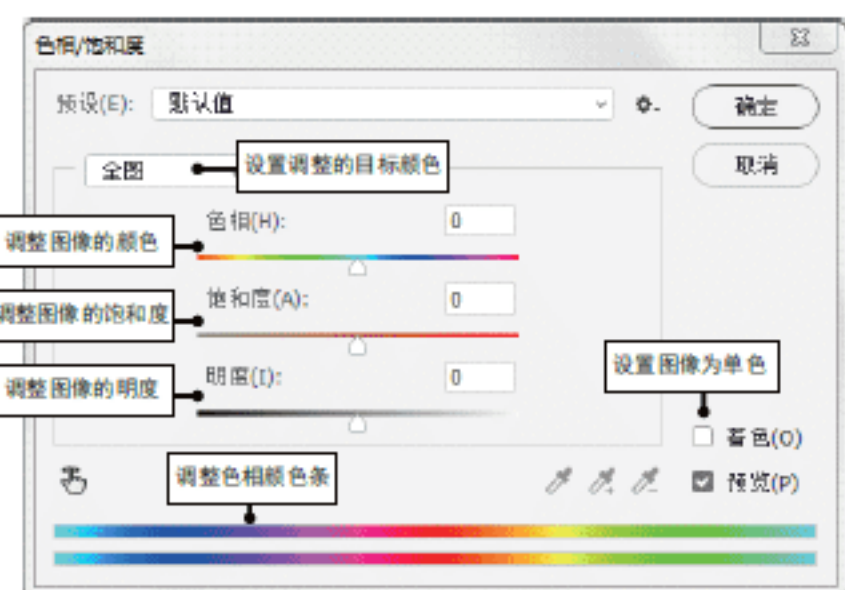 色相/饱和度
预设(E): 默认值
确定
全图
设置调整的目标颜色
取消
色相(H): 0
调整图像的颜色
饱和度(A): 0
调整图像的饱和度
明度(I): 0
设置图像为单色
调整图像的明度
着色(O)
调整色相颜色条
预览(P)